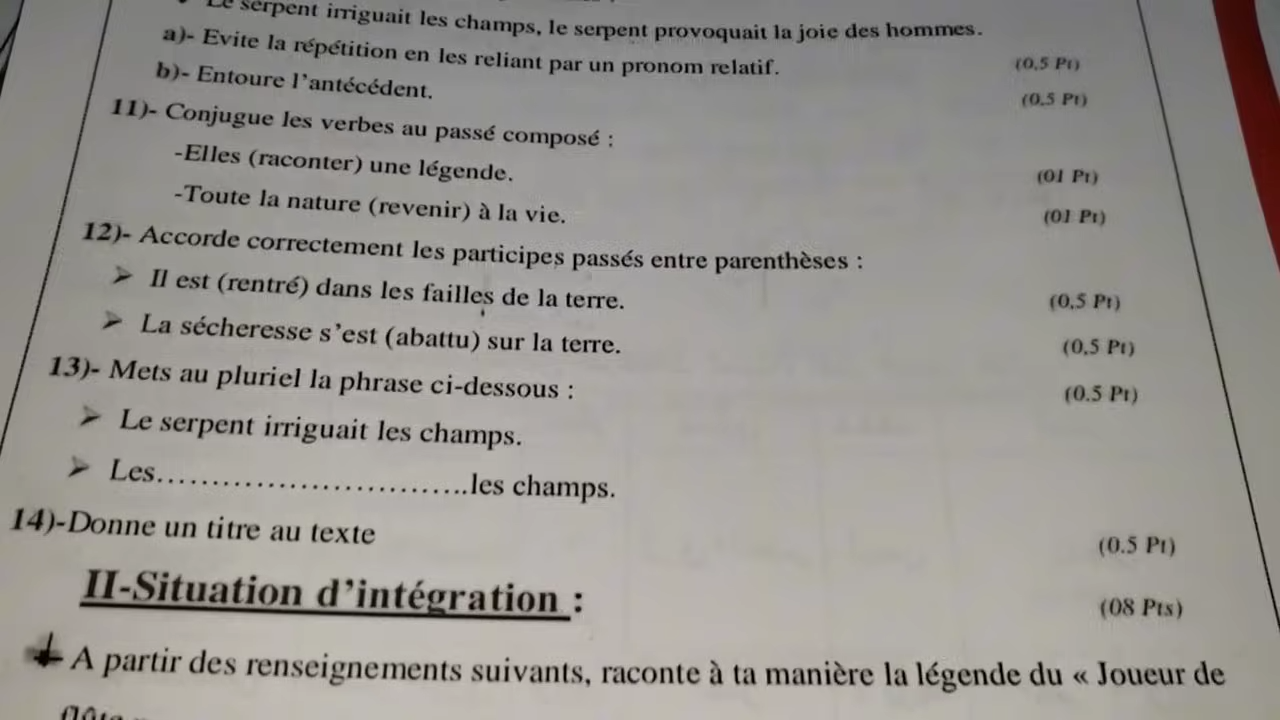 Le serpent irriguait les champs, le serpent provoquait la joie des hommes.
a)- Evite la répétition en les reliant par un pronom relatif. (0,5 Pt)
b)- Entoure l'antécédent. (0.5 Pt)
11)- Conjugue les verbes au passé composé :
-Elles (raconter) une légende. (01 Pt)
-Toute la nature (revenir) à la vie. (01 Pt)
12)- Accorde correctement les participes passés entre parenthèses :
➢ Il est (rentré) dans les failles de la terre. (0,5 Pt)
➢ La sécheresse s'est (abattu) sur la terre. (0,5 Pt)
13)- Mets au pluriel la phrase ci-dessous : (0.5 Pt)
➢ Le serpent irriguait les champs.
➢ Les.............................les champs.
14)-Donne un titre au texte (0.5 Pt)
II-Situation d'intégration : (08 Pts)
A partir des renseignements suivants, raconte à ta manière la légende du « Joueur de